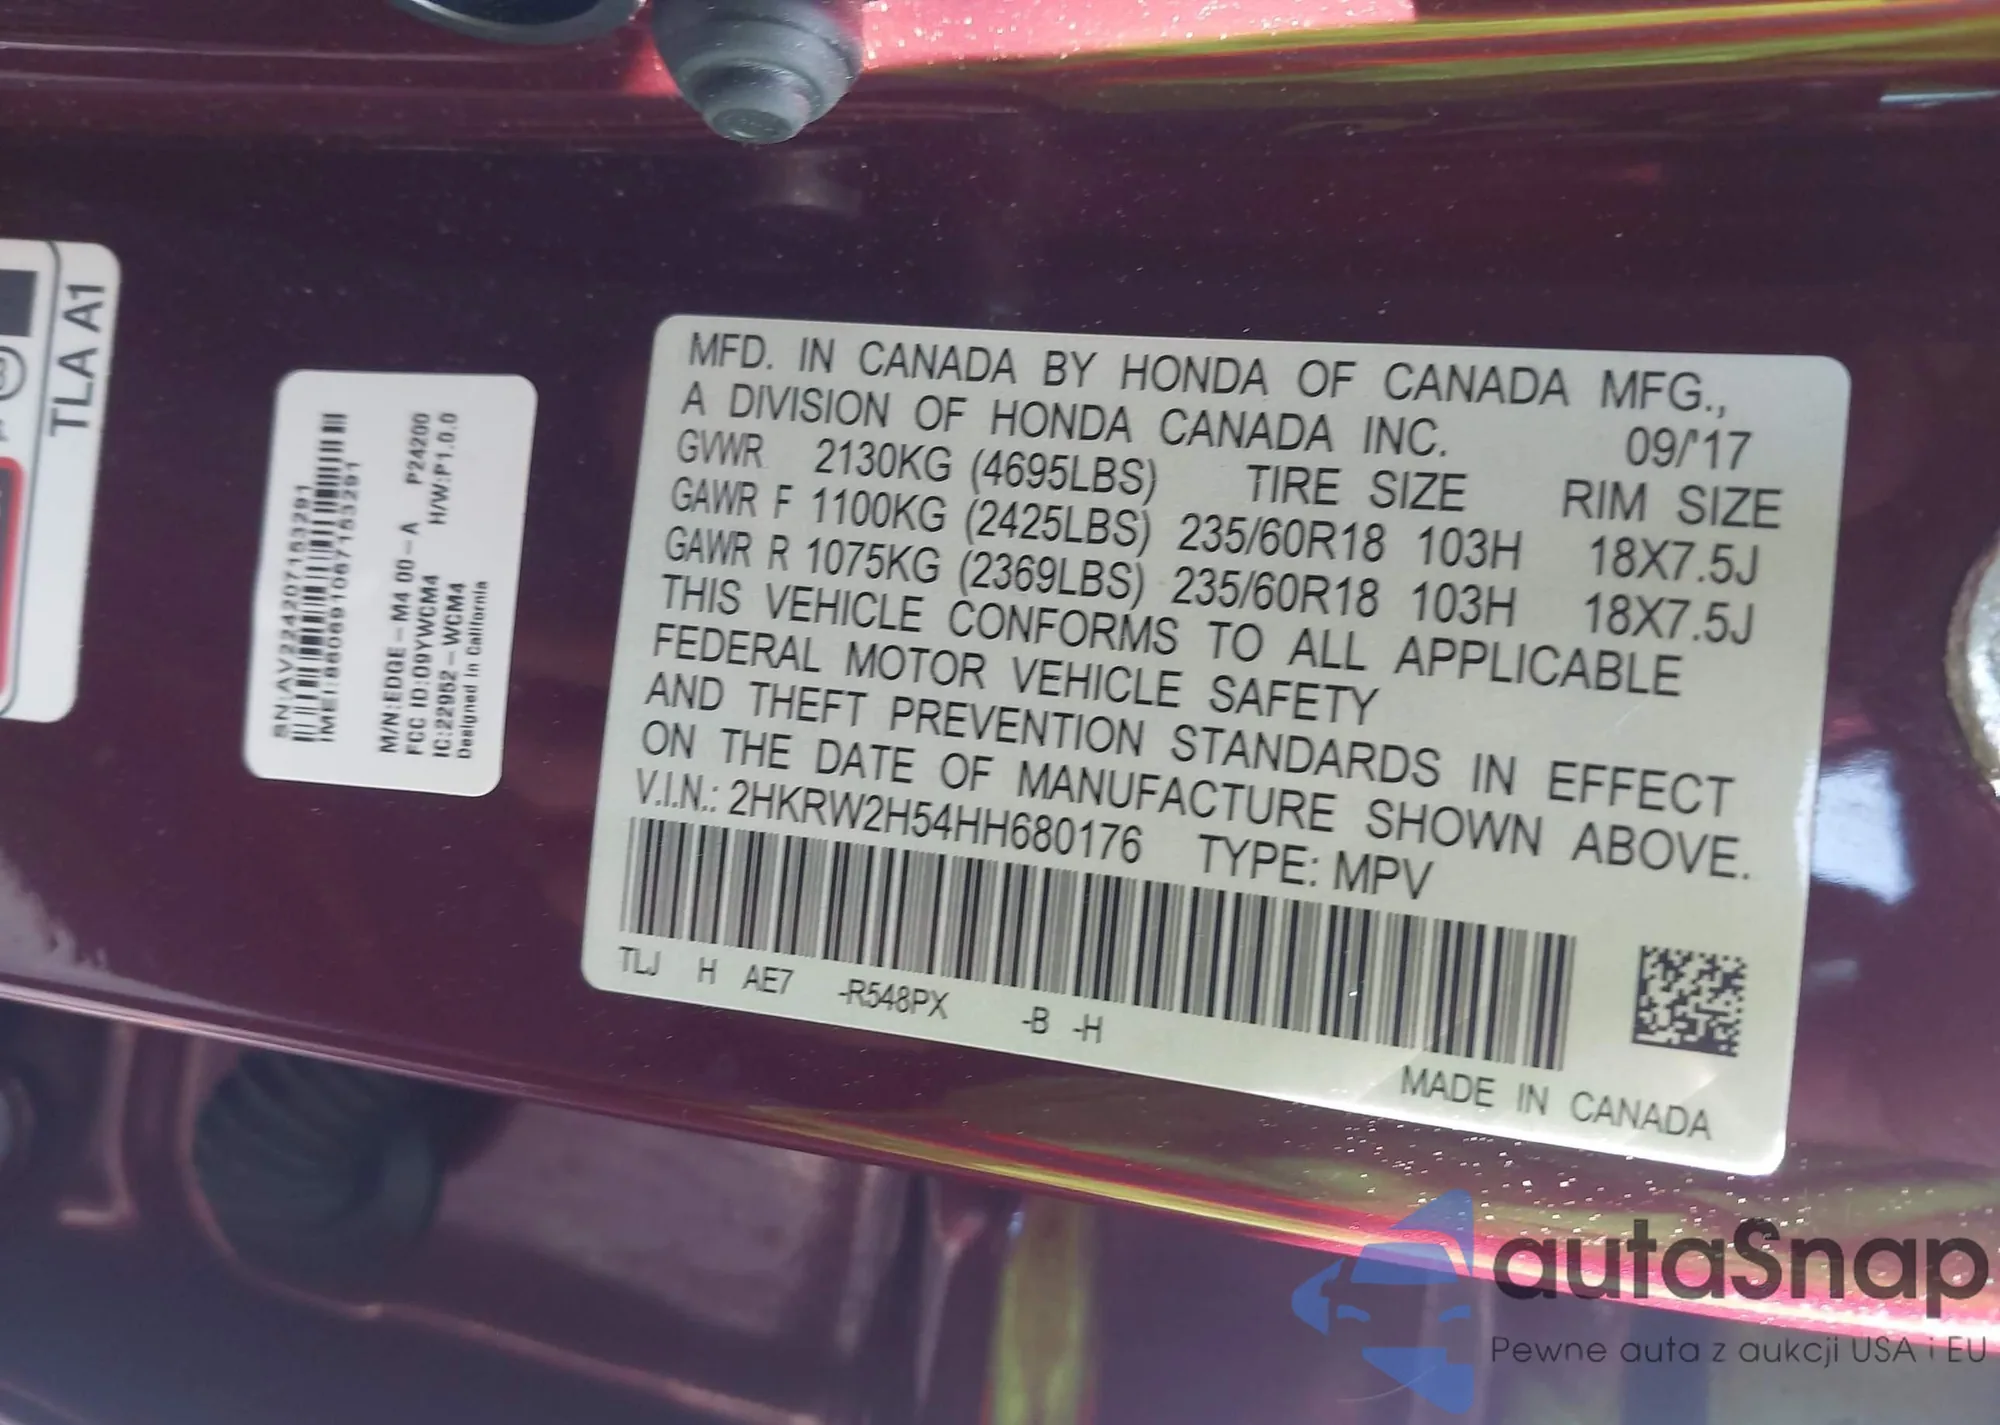 TLA A1
SN:AV2242071532​91
M/N:EDGE-M4 00-A P24200
FCC ID:O9YWCM4 H/W:P1.0.0
IC:22952-WCM4
Designed in California
MFD. IN CANADA BY HONDA OF CANADA MFG.,
A DIVISION OF HONDA CANADA INC. 09/'17
GVWR 2130KG (4695LBS) TIRE SIZE RIM SIZE
GAWR F 1100KG (2425LBS) 235/60R18 103H 18X7.5J
GAWR R 1075KG (2369LBS) 235/60R18 103H 18X7.5J
THIS VEHICLE CONFORMS TO ALL APPLICABLE
FEDERAL MOTOR VEHICLE SAFETY
AND THEFT PREVENTION STANDARDS IN EFFECT
ON THE DATE OF MANUFACTURE SHOWN ABOVE.
V.I.N.: 2HKRW2H54HH680176 TYPE: MPV
TLJ H AE7 -R548PX -B -H
MADE IN CANADA
autaSnap
Pewne auta z aukcji USA i EU